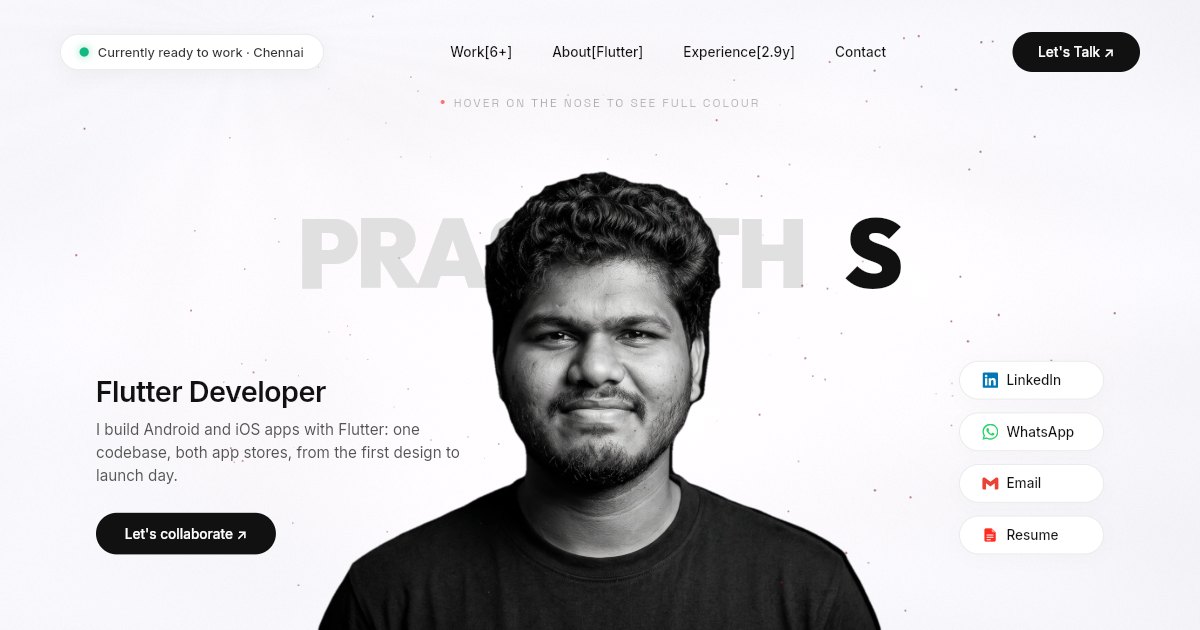 Currently ready to work · Chennai
Work[6+]
About[Flutter]
Experience[2.9y]
Contact
Let's Talk ↗
HOVER ON THE NOSE TO SEE FULL COLOUR
S
Flutter Developer
I build Android and iOS apps with Flutter: one
codebase, both app stores, from the first design to
launch day.
Let's collaborate ↗
LinkedIn
WhatsApp
Email
Resume